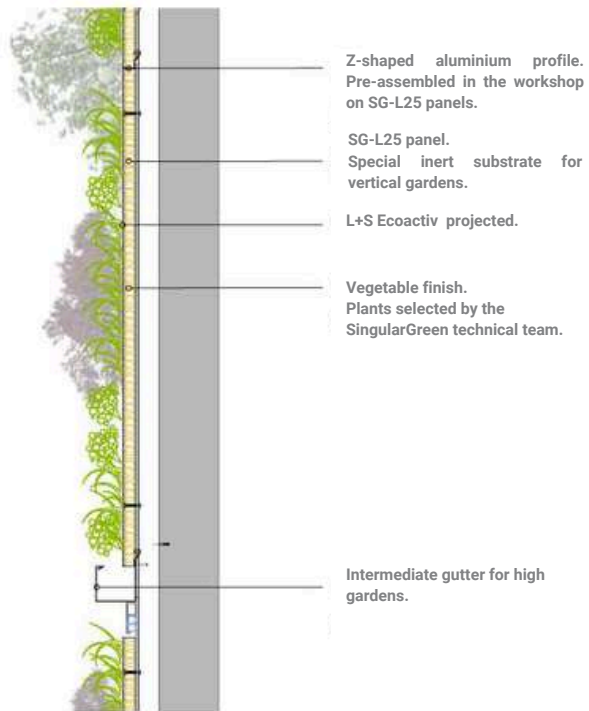 Z-shaped aluminium profile.
Pre-assembled in the workshop
on SG-L25 panels.
SG-L25 panel.
Special inert substrate for
vertical gardens.
L+S Ecoactiv projected.
Vegetable finish.
Plants selected by the
SingularGreen technical team.
Intermediate gutter for high
gardens.